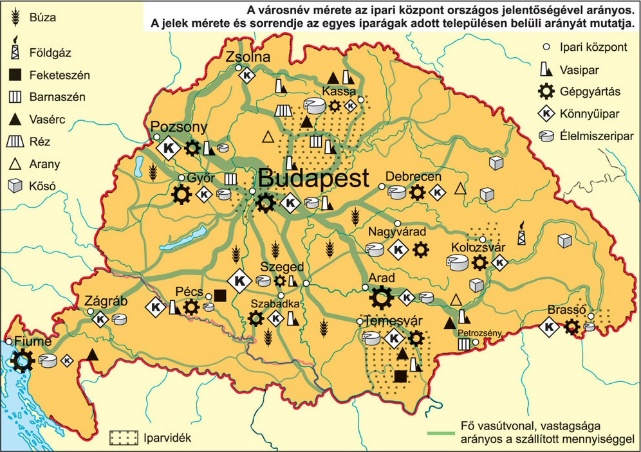 A városnév mérete az ipari központ országos jelentőségével arányos.
A jelek mérete és sorrendje az egyes iparágak adott településen belüli arányát mutatja.
Búza
Földgáz
Feketeszén
Barnaszén
Vasérc
Réz
Arany
Kősó
Ipari központ
Vasipar
Gépgyártás
K
Könnyűipar
Élelmiszeripar
Zsolna
K
Kassa
K
Pozsony
K
Győr
K
Budapest
K
Debrecen
K
Nagyvárad
K
Kolozsvár
K
Szeged
K
Arad
K
Pécs
K
Szabadka
K
Zágráb
K
Temesvár
K
Petrozsény
Brassó
K
Fiume
K
Iparvidék
Fő vasútvonal, vastagsága
arányos a szállított mennyiséggel